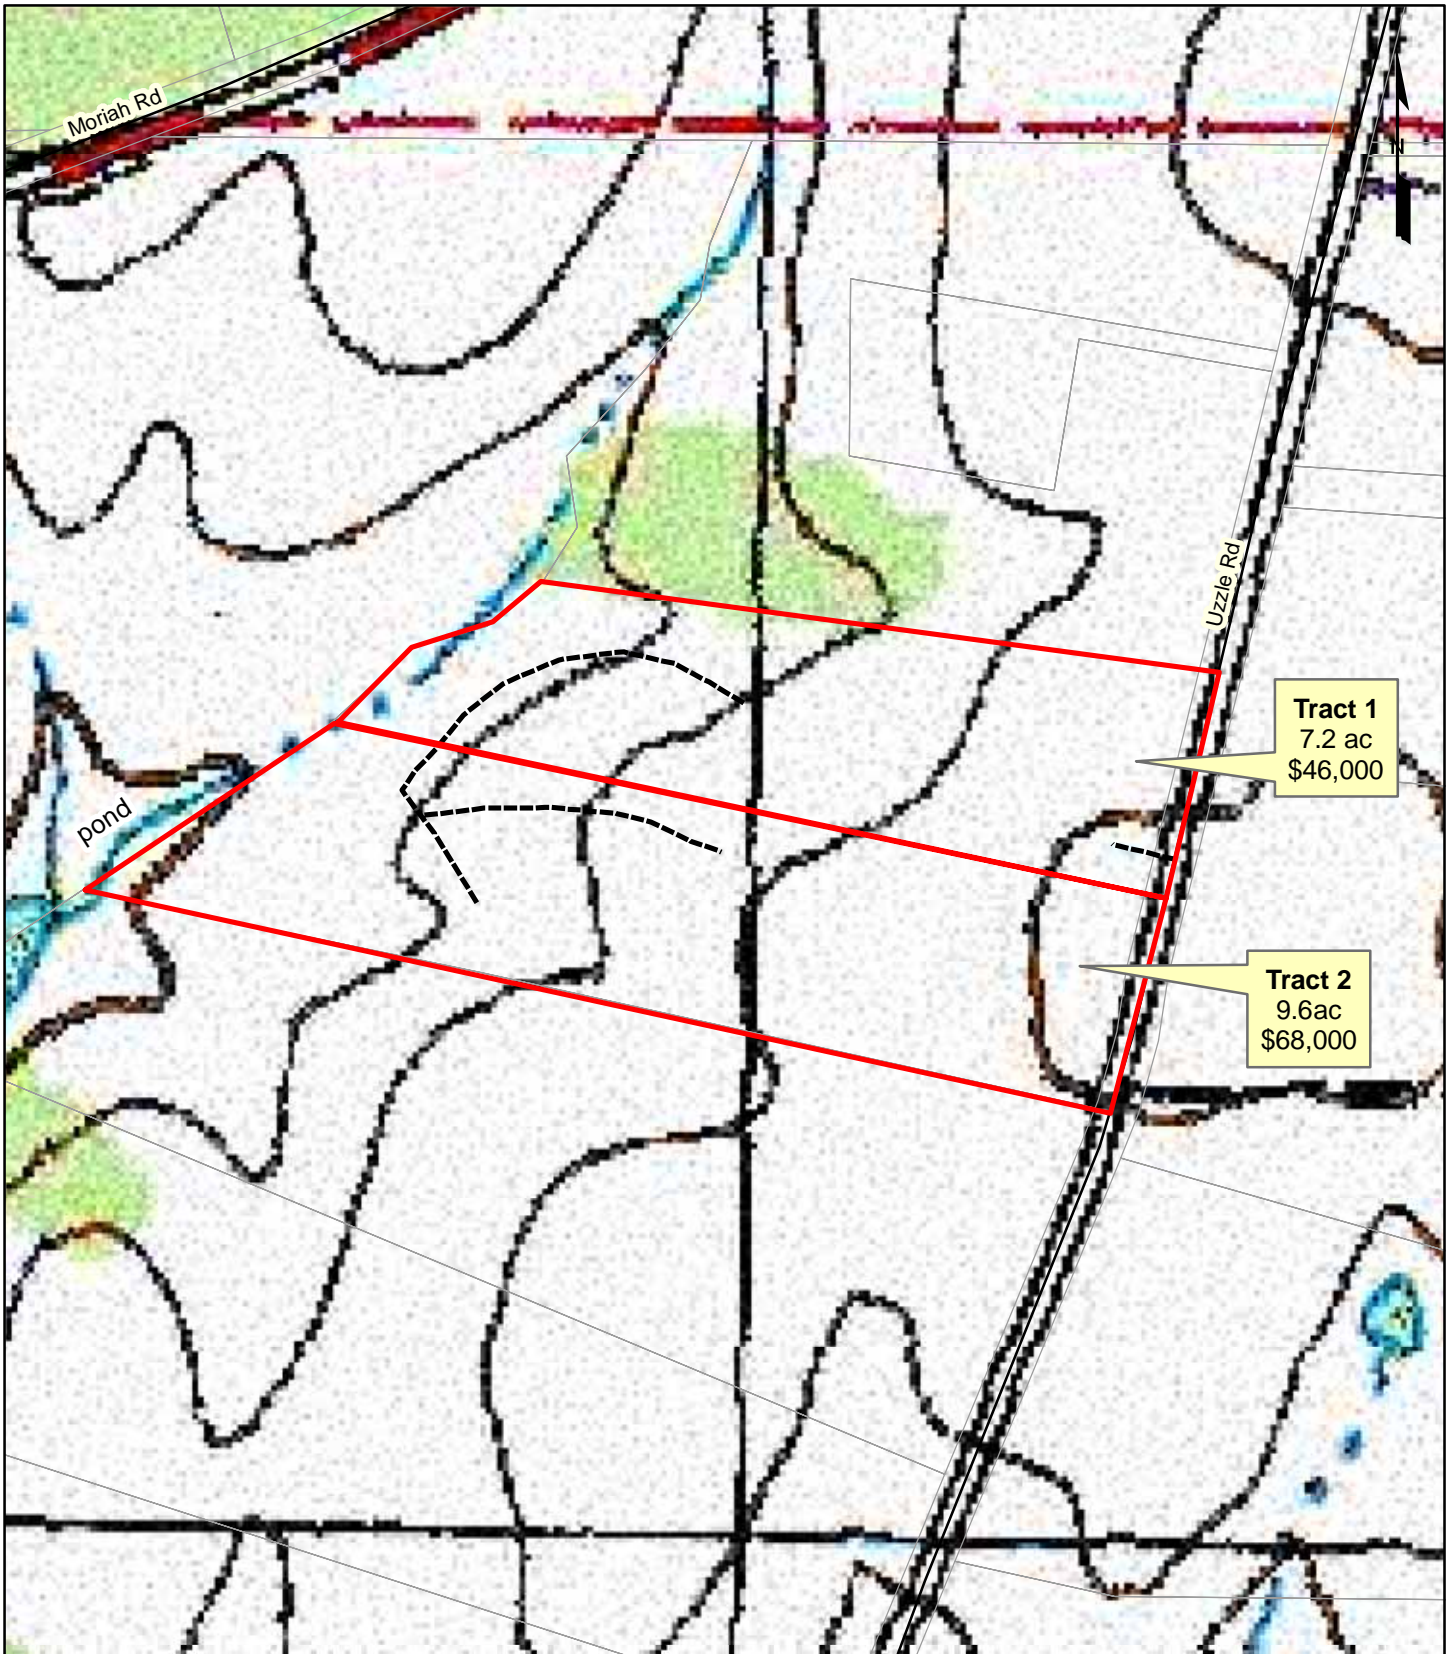 Moriah Rd
N
Uzzle Rd
Tract 1
7.2 ac
$46,000
pond
Tract 2
9.6ac
$68,000